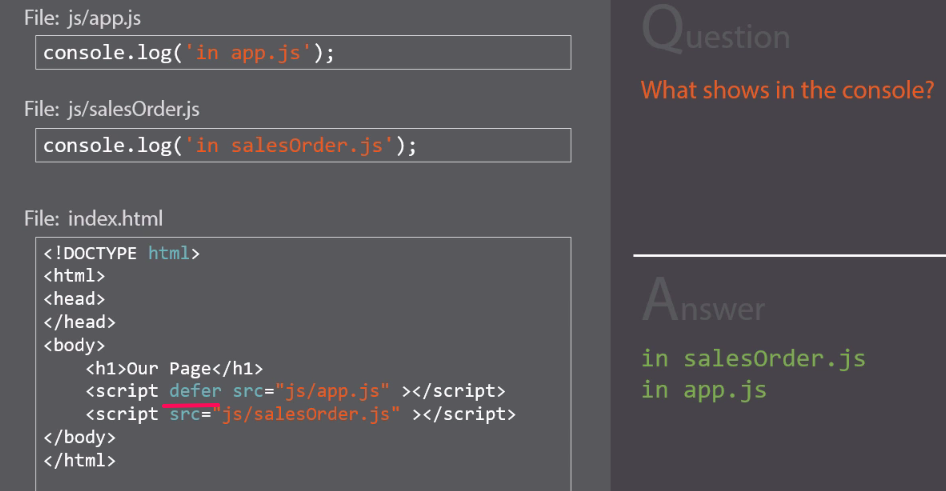 File: js/app.js
console.log('in app.js');
File: js/salesOrder.js
console.log('in salesOrder.js');
File: index.html
<!DOCTYPE html>
<html>
<head>
</head>
<body>
    <h1>Our Page</h1>
    <script defer src="js/app.js" ></script>
    <script src="js/salesOrder.js" ></script>
</body>
</html>
Question
What shows in the console?
Answer
in salesOrder.js
in app.js